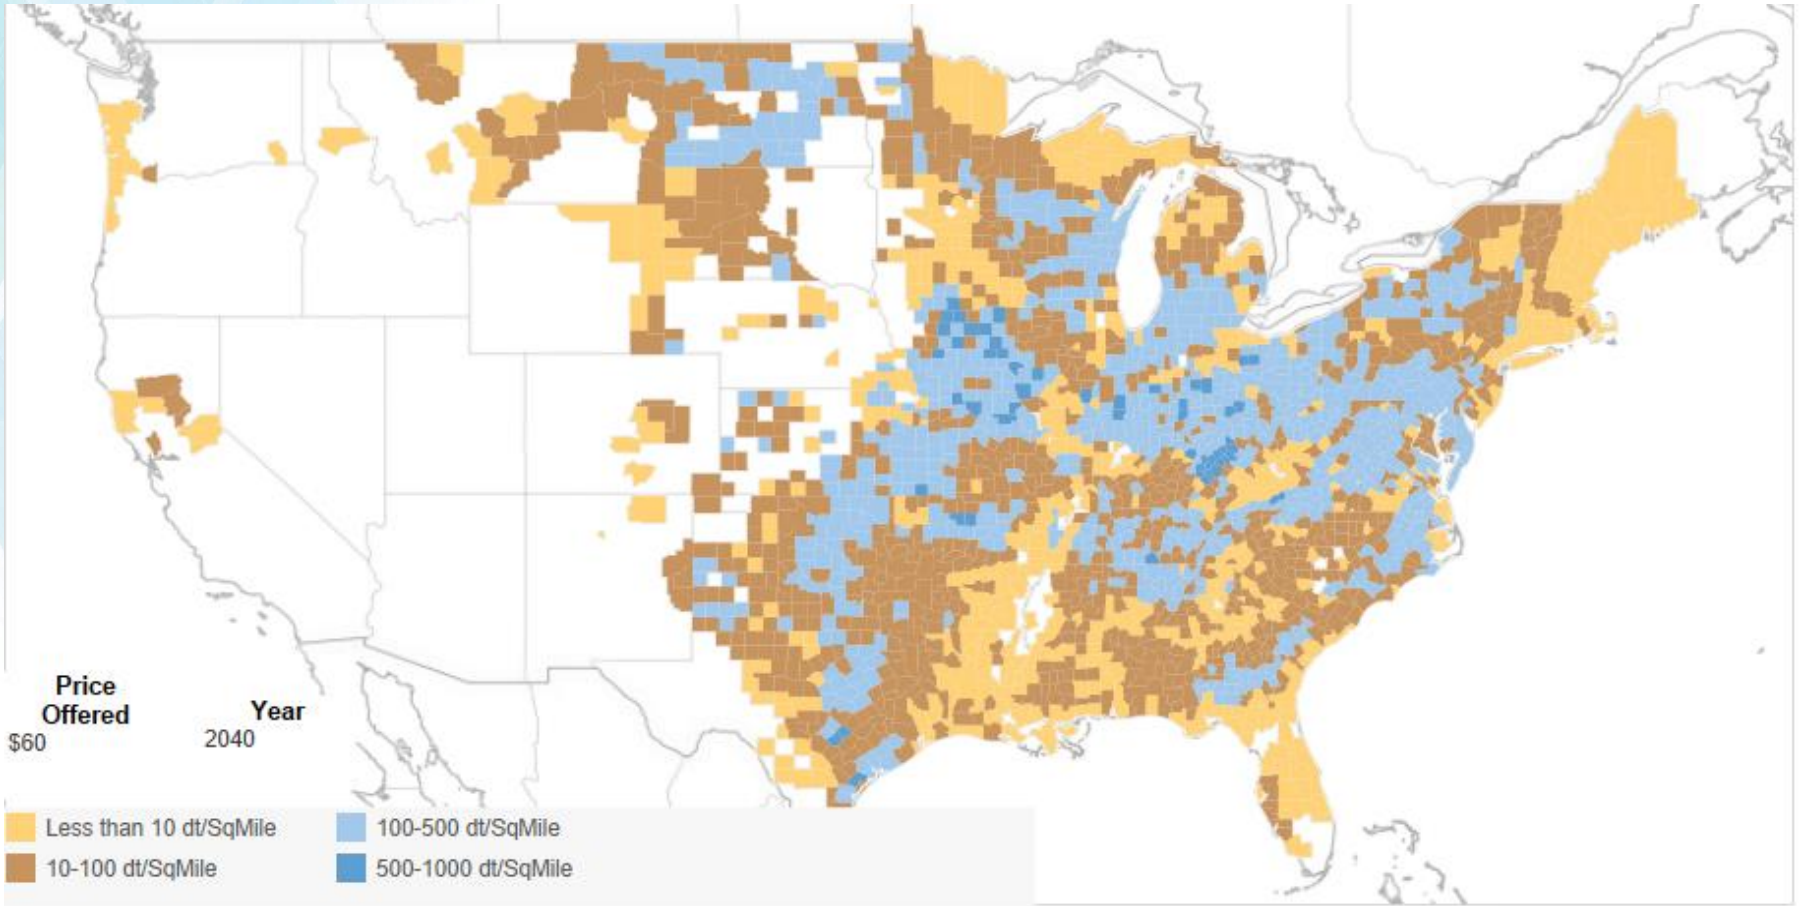 Price
Offered
Year
$60
2040
Less than 10 dt/SqMile
100-500 dt/SqMile
10-100 dt/SqMile
500-1000 dt/SqMile